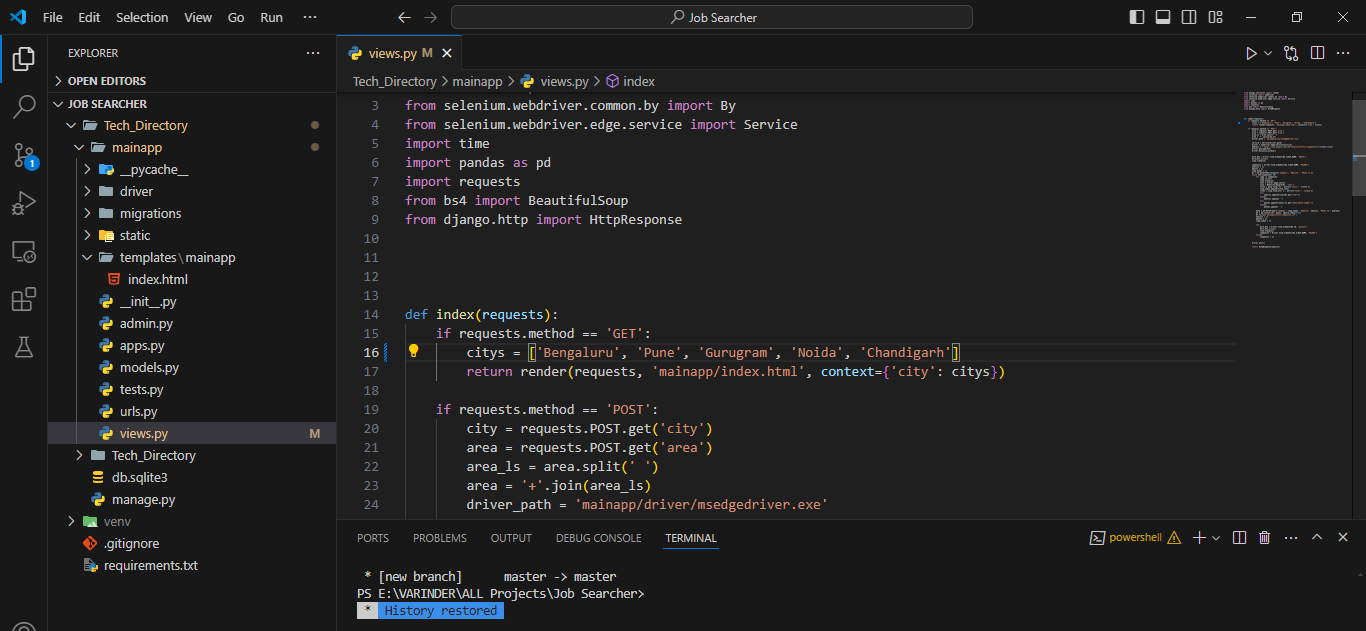 File Edit Selection View Go Run ··· Job Searcher
EXPLORER ···
OPEN EDITORS
JOB SEARCHER
Tech_Directory
mainapp
__pycache__
driver
migrations
static
templates\mainapp
index.html
__init__.py
admin.py
apps.py
models.py
tests.py
urls.py
views.py M
Tech_Directory
db.sqlite3
manage.py
venv
.gitignore
requirements.txt
1
views.py M
Tech_Directory > mainapp > views.py > index
3 from selenium.webdriver.common.by import By
4 from selenium.webdriver.edge.service import Service
5 import time
6 import pandas as pd
7 import requests
8 from bs4 import BeautifulSoup
9 from django.http import HttpResponse
10
11
12
13
14 def index(requests):
15 if requests.method == 'GET':
16 citys = ['Bengaluru', 'Pune', 'Gurugram', 'Noida', 'Chandigarh']
17 return render(requests, 'mainapp/index.html', context={'city': citys})
18
19 if requests.method == 'POST':
20 city = requests.POST.get('city')
21 area = requests.POST.get('area')
22 area_ls = area.split(' ')
23 area = '+'.join(area_ls)
24 driver_path = 'mainapp/driver/msedgedriver.exe'
PORTS PROBLEMS OUTPUT DEBUG CONSOLE TERMINAL powershell
* [new branch] master -> master
PS E:\VARINDER\ALL Projects\Job Searcher>
* History restored